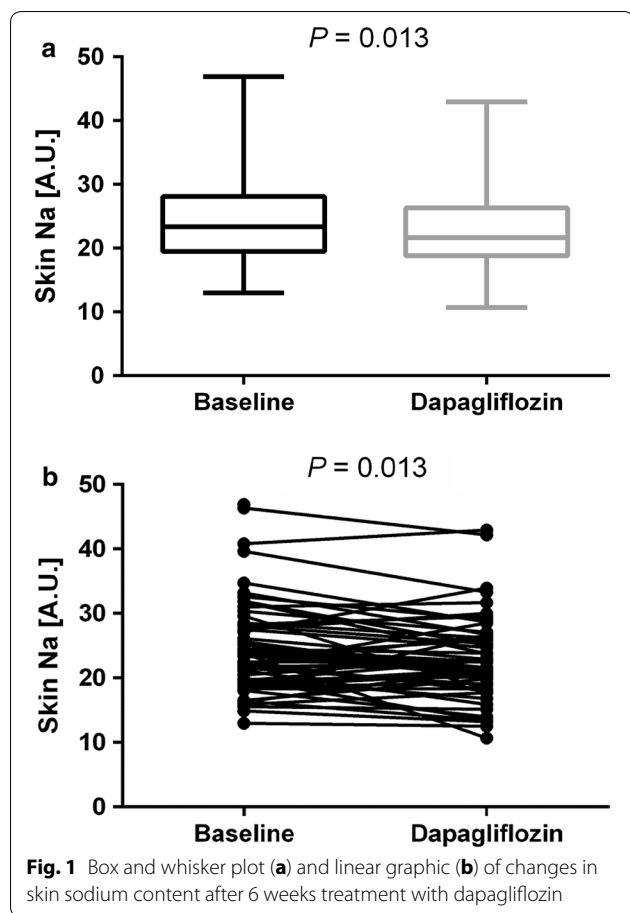 a
P = 0.013
50
40
30
20
10
0
Skin Na [A.U.]
Baseline Dapagliflozin
b
P = 0.013
50
40
30
20
10
0
Skin Na [A.U.]
Baseline Dapagliflozin
Fig. 1 Box and whisker plot (a) and linear graphic (b) of changes in
skin sodium content after 6 weeks treatment with dapagliflozin